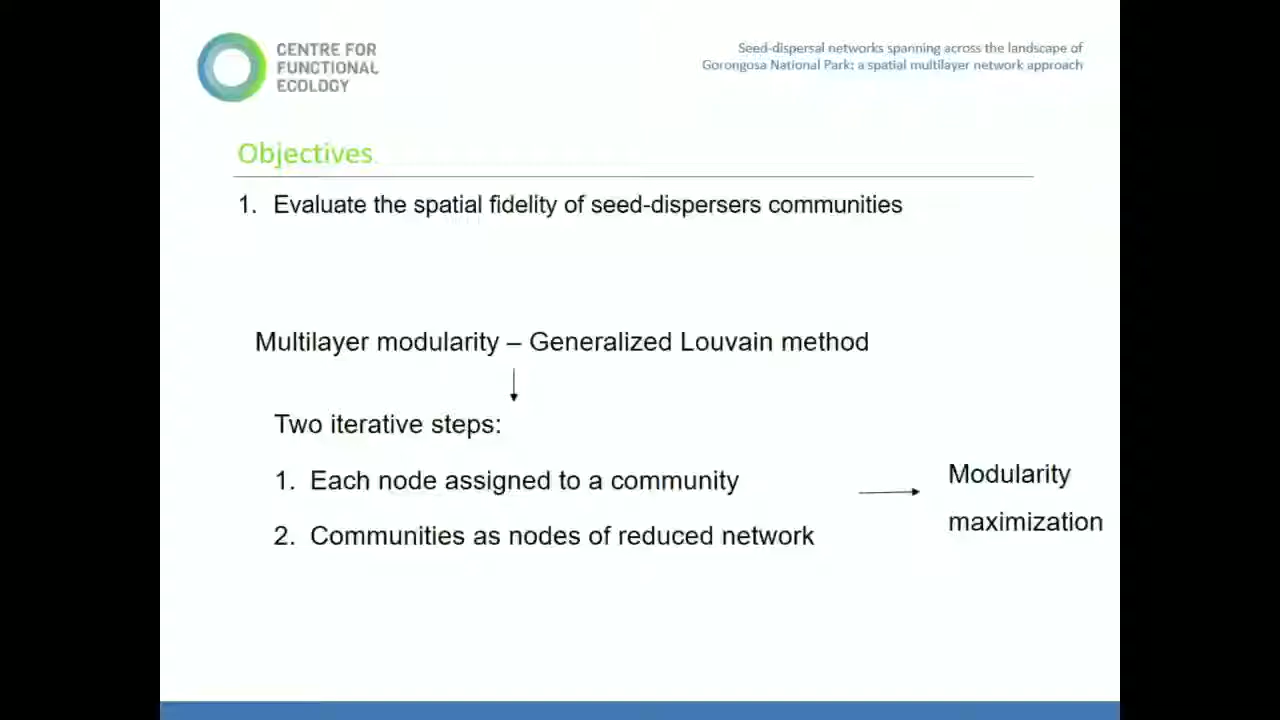 CENTRE FOR
FUNCTIONAL
ECOLOGY
Seed-dispersal networks spanning across the landscape of
Gorongosa National Park: a spatial multilayer network approach
Objectives
1. Evaluate the spatial fidelity of seed-dispersers communities
Multilayer modularity – Generalized Louvain method
Two iterative steps:
1. Each node assigned to a community
2. Communities as nodes of reduced network
Modularity
maximization